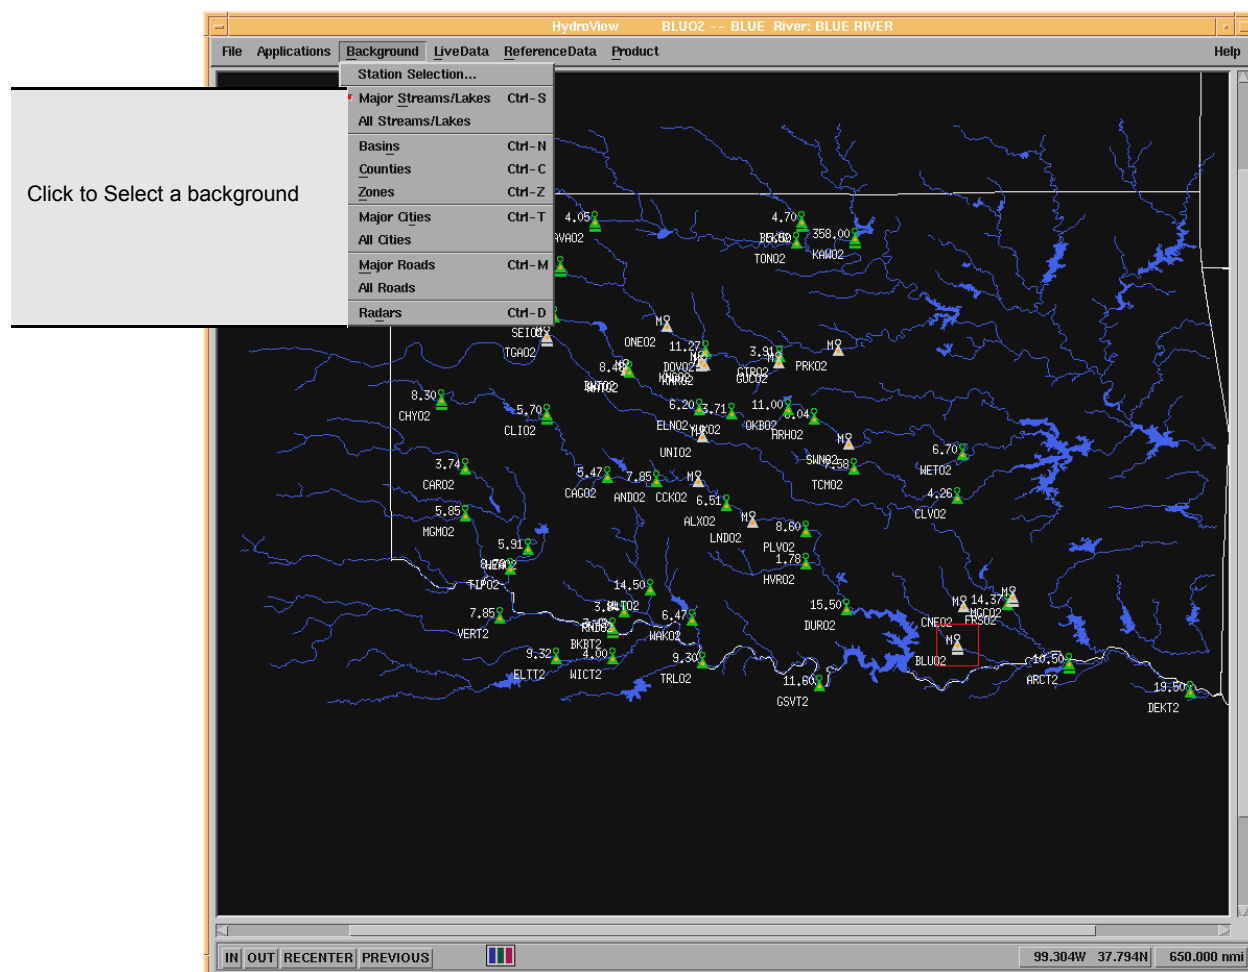 HydroView BLUO2 -- BLUE River: BLUE RIVER
File Applications Background LiveData ReferenceData Product Help
Station Selection...
Major Streams/Lakes Ctrl-S
All Streams/Lakes
Basins Ctrl-N
Counties Ctrl-C
Zones Ctrl-Z
Major Cities Ctrl-T
All Cities
Major Roads Ctrl-M
All Roads
Radars Ctrl-D
Click to Select a background
4.05
4.70
358.00
TONO2
KAWO2
SEIO2
M
TGAO2
M
ONEO2
11.27
DOVO2
3.91
M
GUCO2
M
PRKO2
8.48
8.30
CHYO2
5.70
CLIO2
6.20
ELNO2
3.71
11.00
OKBO2
HRHO2
M
UNIO2
M
SWNO2
7.58
TCMO2
6.70
WETO2
3.74
CARO2
5.47
CAGO2
7.85
ANDO2
M
CCKO2
6.51
ALXO2
4.26
CLVO2
5.85
MGMO2
M
LNDO2
8.60
PLVO2
5.91
TIPO2
1.78
HVRO2
14.50
7.85
VERT2
6.47
WAKO2
15.50
DURO2
M
CNEO2
14.37
M
MGCO2
FRSO2
BKBT2
9.32
ELTT2
4.00
WICT2
9.30
TRLO2
11.60
GSVT2
M
BLUO2
10.50
ARCT2
19.50
DEKT2
IN OUT RECENTER PREVIOUS 99.304W 37.794N 650.000 nmi